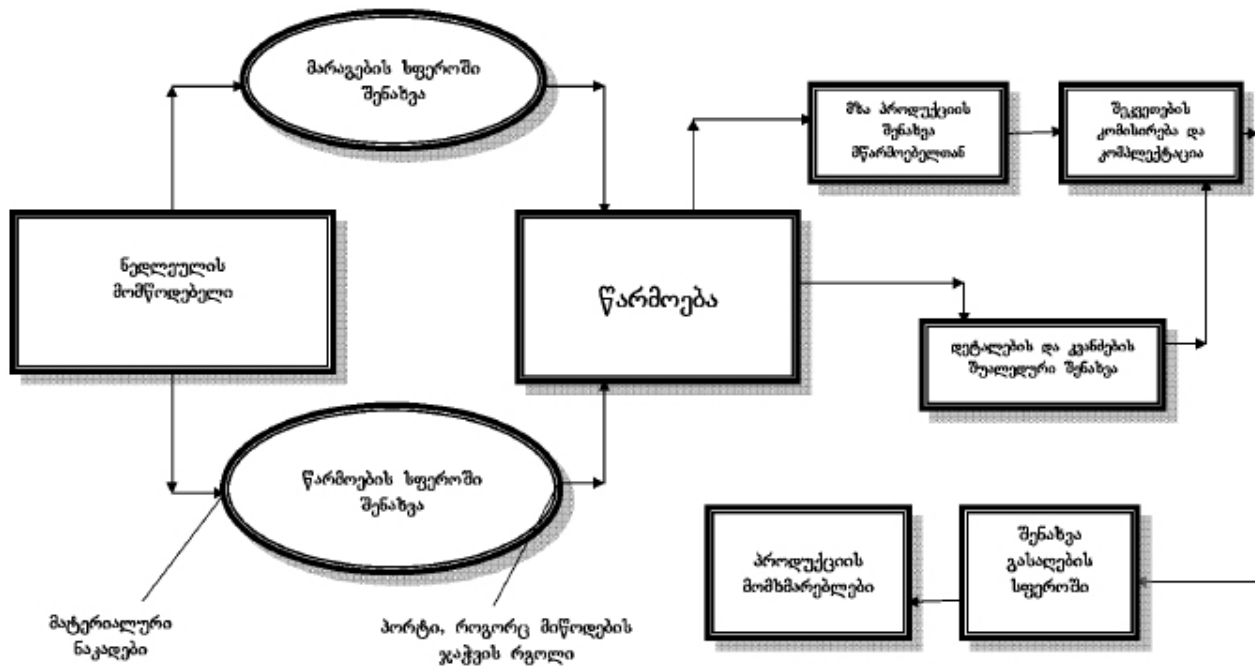 მარაგების სფეროში
შენახვა
მზა პროდუქციის
შენახვა
მწარმოებელთან
შეკვეთების
კომისირება და
კომპლექტაცია
ნედლეულის
მომწოდებელი
წარმოება
დეტალების და კვანძების
შუალედური შენახვა
წარმოების სფეროში
შენახვა
პროდუქციის
მომხმარებლები
შენახვა
გასაღების
სფეროში
მატერიალური
ნაკადები
პორტი, როგორც მიწოდების
ჯაჭვის რგოლი